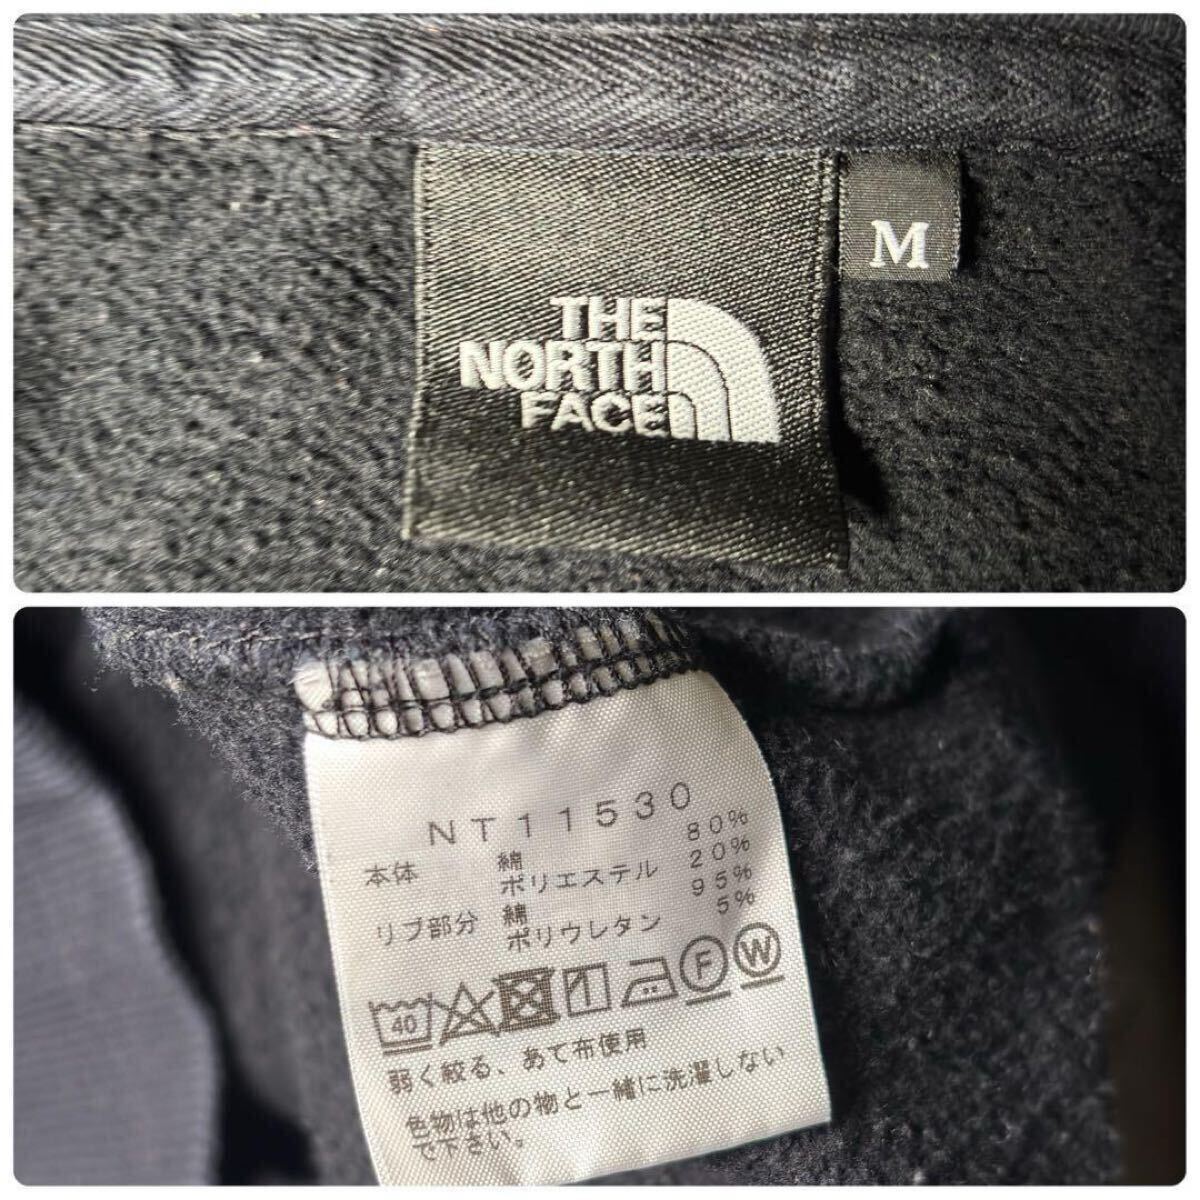 THE
NORTH
FACE
M
NT11530
本体 綿 80%
ポリエステル 20%
リブ部分 綿 95%
ポリウレタン 5%
40 F W
弱く絞る、あて布使用
色物は他の物と一緒に洗濯しない
で下さい。